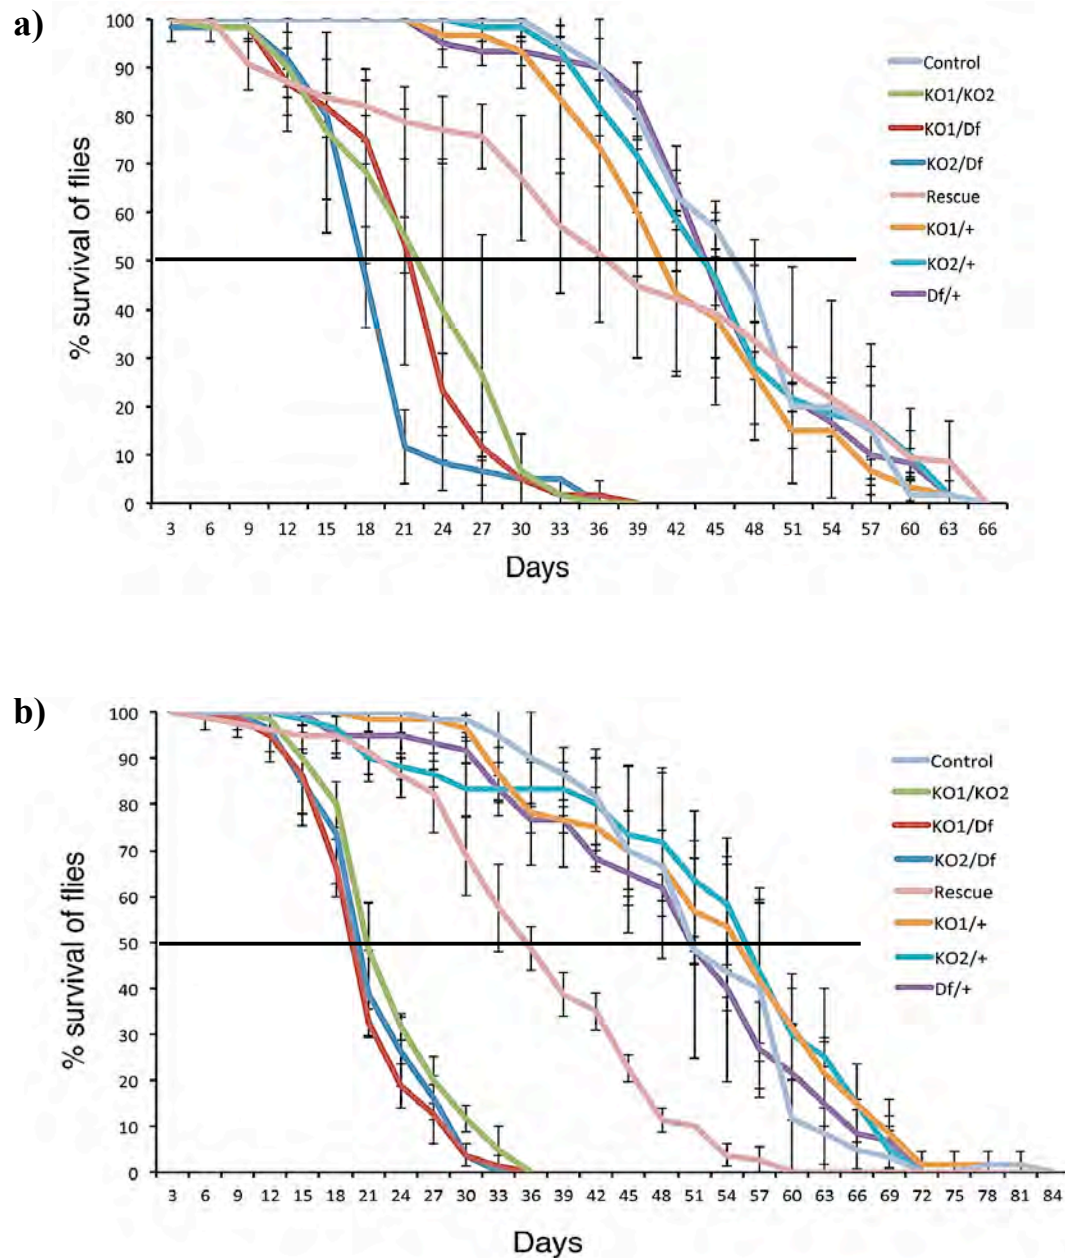 a)
% survival of flies
100
90
80
70
60
50
40
30
20
10
0
3 6 9 12 15 18 21 24 27 30 33 36 39 42 45 48 51 54 57 60 63 66
Days
Control
KO1/KO2
KO1/Df
KO2/Df
Rescue
KO1/+
KO2/+
Df/+
b)
% survival of flies
100
90
80
70
60
50
40
30
20
10
0
3 6 9 12 15 18 21 24 27 30 33 36 39 42 45 48 51 54 57 60 63 66 69 72 75 78 81 84
Days
Control
KO1/KO2
KO1/Df
KO2/Df
Rescue
KO1/+
KO2/+
Df/+